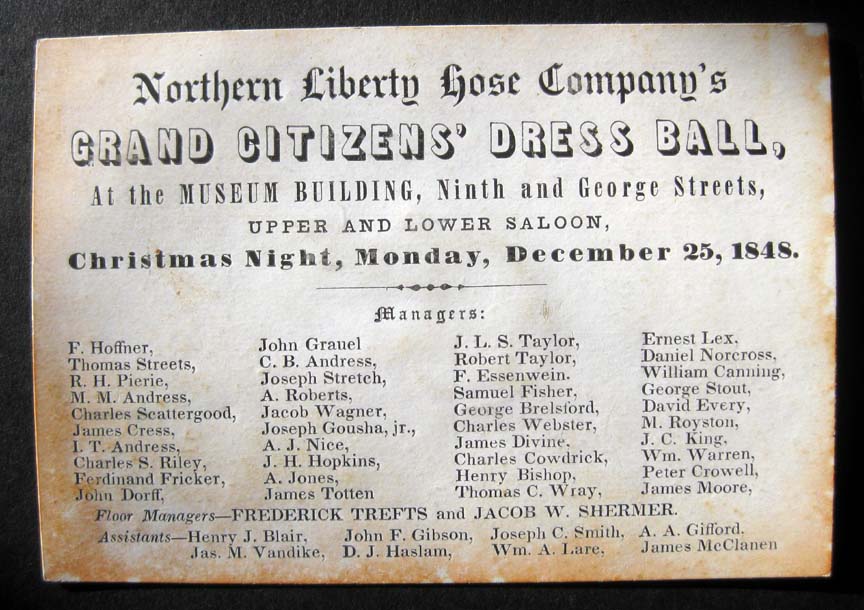 Northern Liberty Hose Company's
GRAND CITIZENS' DRESS BALL,
At the MUSEUM BUILDING, Ninth and George Streets,
UPPER AND LOWER SALOON,
Christmas Night, Monday, December 25, 1848.
Managers:
F. Hoffner,
Thomas Streets,
R. H. Pierie,
M. M. Andress,
Charles Scattergood,
James Cress,
I. T. Andress,
Charles S. Riley,
Ferdinand Fricker,
John Dorff,
John Grauel
C. B. Andress,
Joseph Stretch,
A. Roberts,
Jacob Wagner,
Joseph Gousha, jr.,
A. J. Nice,
J. H. Hopkins,
A. Jones,
James Totten
J. L. S. Taylor,
Robert Taylor,
F. Essenwein.
Samuel Fisher,
George Brelsford,
Charles Webster,
James Divine.
Charles Cowdrick,
Henry Bishop,
Thomas C. Wray,
Ernest Lex,
Daniel Norcross,
William Canning,
George Stout,
David Every,
M. Royston,
J. C. King,
Wm. Warren,
Peter Crowell,
James Moore,
Floor Managers—FREDERICK TREFTS and JACOB W. SHERMER.
Assistants—Henry J. Blair, John F. Gibson, Joseph C. Smith, A. A. Gifford,
Jas. M. Vandike, D. J. Haslam, Wm. A. Lare, James McClanen